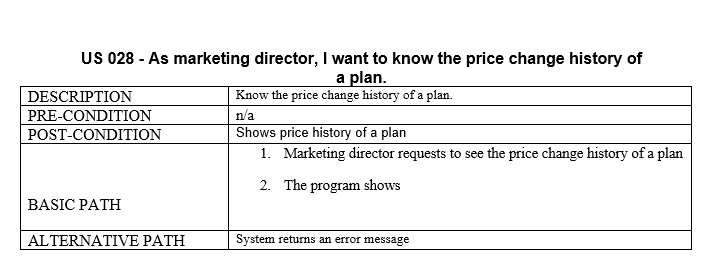 US 028 - As marketing director, I want to know the price change history of
a plan.
DESCRIPTION Know the price change history of a plan.
PRE-CONDITION n/a
POST-CONDITION Shows price history of a plan
1. Marketing director requests to see the price change history of a plan
2. The program shows
BASIC PATH
ALTERNATIVE PATH System returns an error message